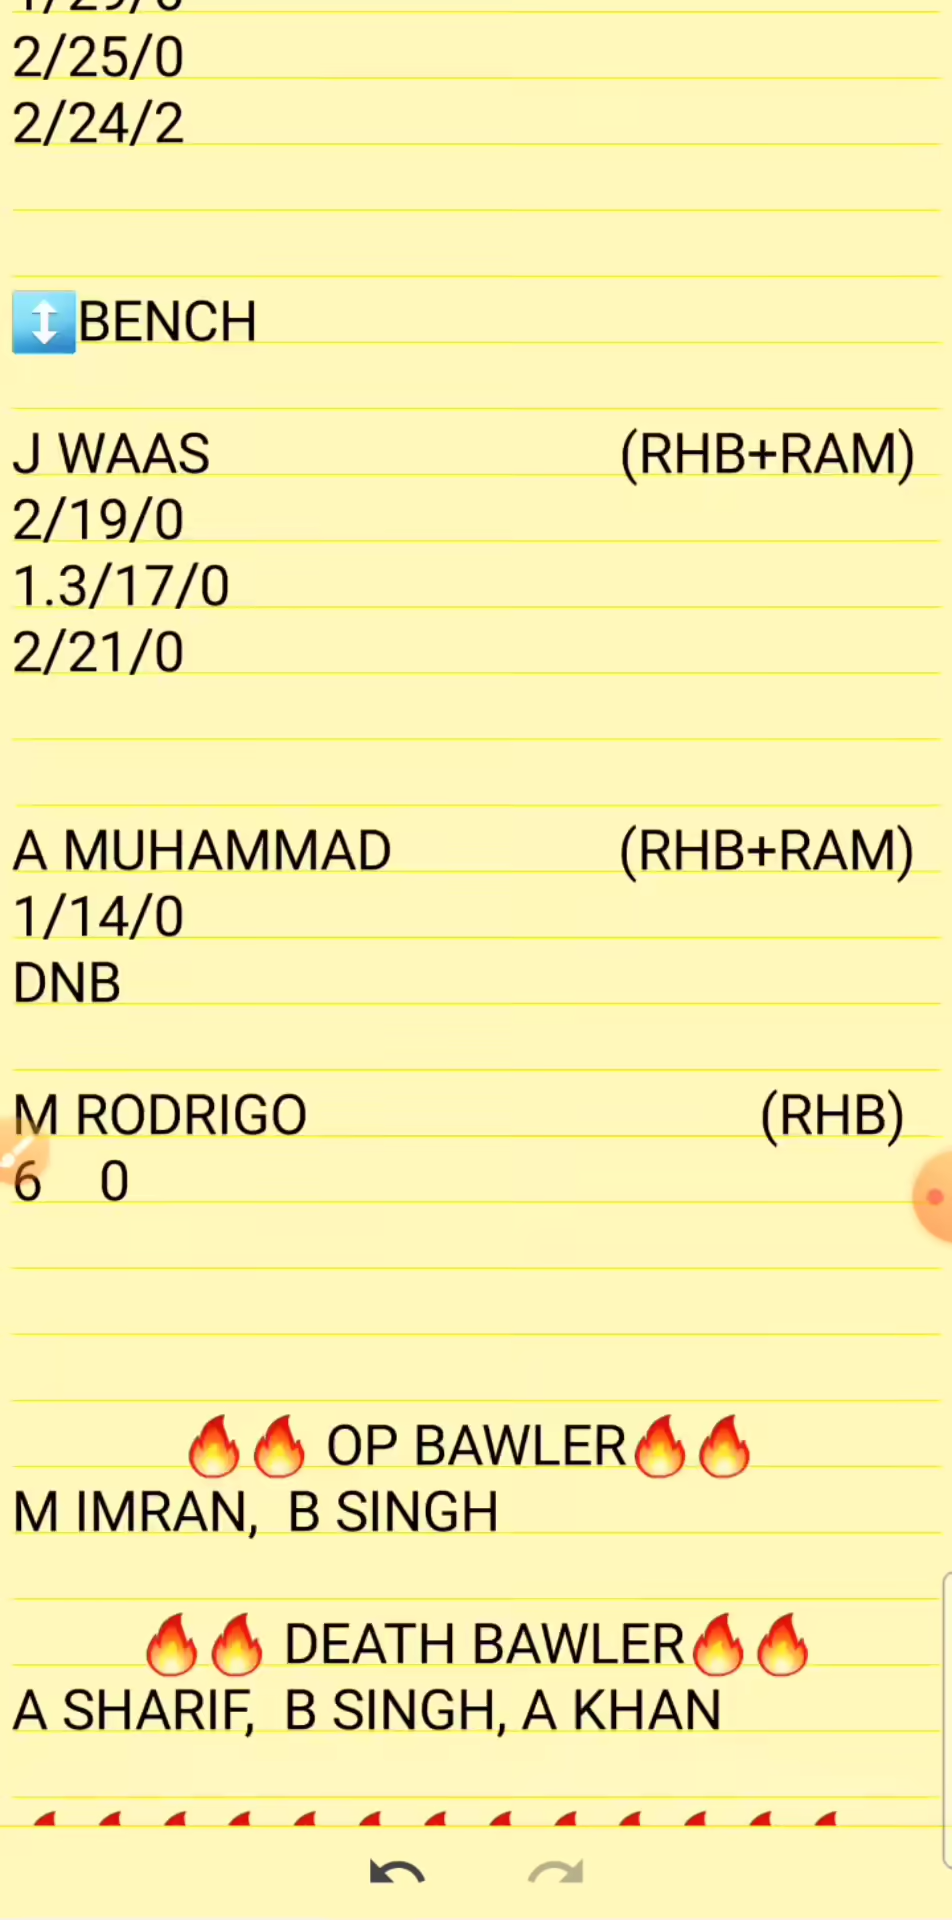 2/25/0
2/24/2
↕️BENCH
J WAAS (RHB+RAM)
2/19/0
1.3/17/0
2/21/0
A MUHAMMAD (RHB+RAM)
1/14/0
DNB
M RODRIGO (RHB)
6 0
🔥🔥 OP BAWLER🔥🔥
M IMRAN, B SINGH
🔥🔥 DEATH BAWLER🔥🔥
A SHARIF, B SINGH, A KHAN